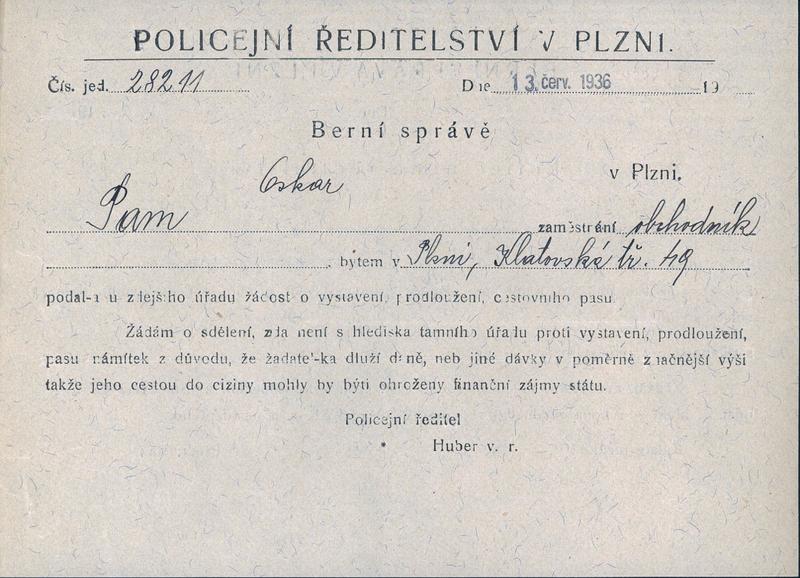 POLICEJNÍ ŘEDITELSTVÍ V PLZNI.
Čís. jed. 28211 Dne 13. červ. 1936 19
Berní správě
v Plzni.
Oskar
Pam zaměstnání obchodník
bytem v Plzni, Klatovská tř. 49
podal-a u zdejšího úřadu žádost o vystavení, prodloužení, cestovního pasu.
Žádám o sdělení, zda není s hlediska tamního úřadu proti vystavení, prodloužení,
pasu námitek z důvodu, že žadatel-ka dluží daně, neb jiné dávky v poměrně značnější výši
takže jeho cestou do ciziny mohly by býti ohroženy finanční zájmy státu.
Policejní ředitel
Huber v. r.